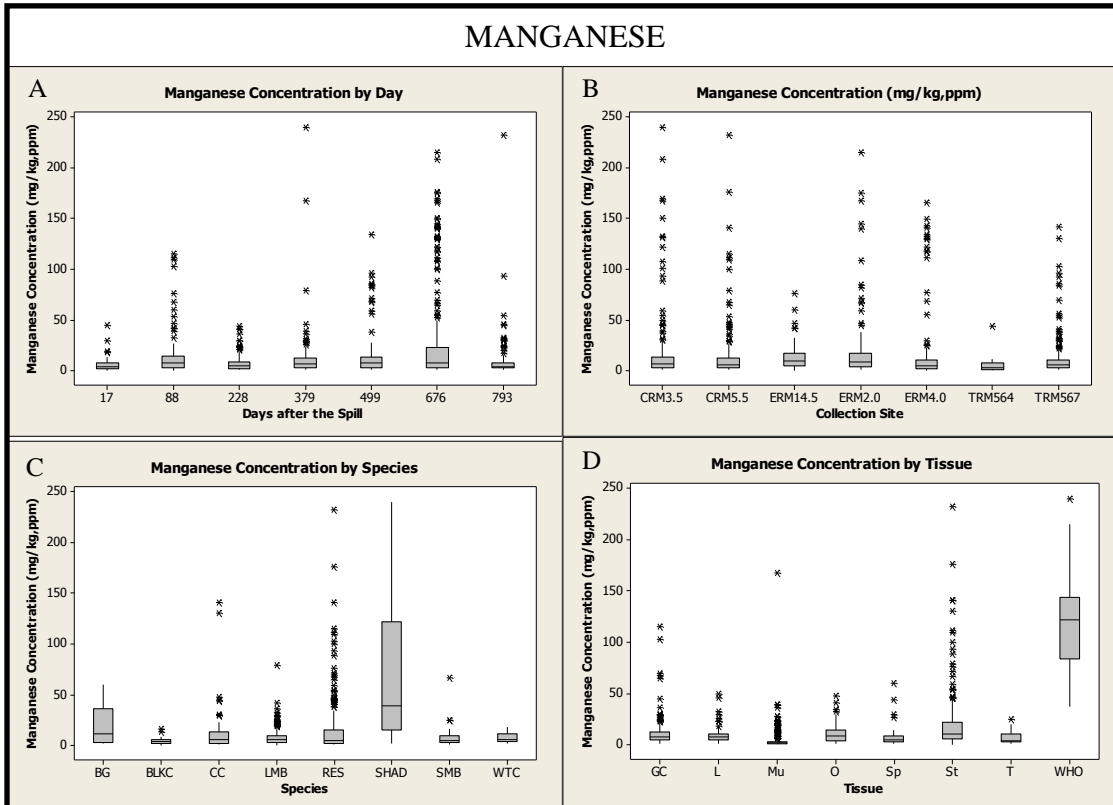 MANGANESE
A
Manganese Concentration by Day
Manganese Concentration (mg/kg,ppm)
250
200
150
100
50
0
17 88 228 379 499 676 793
Days after the Spill
B
Manganese Concentration (mg/kg,ppm)
Manganese Concentration (mg/kg,ppm)
250
200
150
100
50
0
CRM3.5 CRM5.5 ERM14.5 ERM2.0 ERM4.0 TRM564 TRM567
Collection Site
C
Manganese Concentration by Species
Manganese Concentration (mg/kg,ppm)
250
200
150
100
50
0
BG BLKC CC LMB RES SHAD SMB WTC
Species
D
Manganese Concentration by Tissue
Manganese Concentration (mg/kg,ppm)
250
200
150
100
50
0
GC L Mu O Sp St T WHO
Tissue